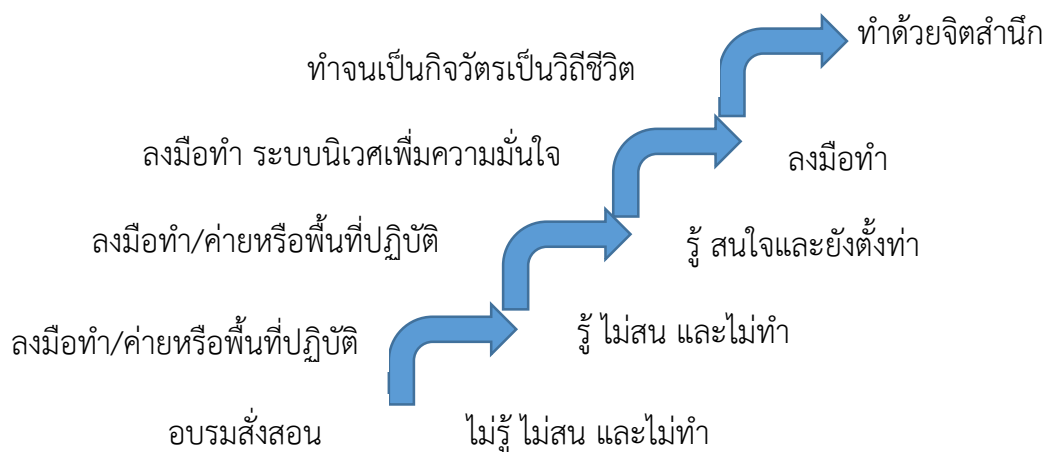 ทำด้วยจิตสำนึก
ทำจนเป็นกิจวัตรเป็นวิถีชีวิต
ลงมือทำ ระบบนิเวศเพื่มความมั่นใจ
ลงมือทำ
ลงมือทำ/ค่ายหรือพื้นที่ปฏิบัติ
รู้ สนใจและยังตั้งท่า
ลงมือทำ/ค่ายหรือพื้นที่ปฏิบัติ
รู้ ไม่สน และไม่ทำ
อบรมสั่งสอน
ไม่รู้ ไม่สน และไม่ทำ